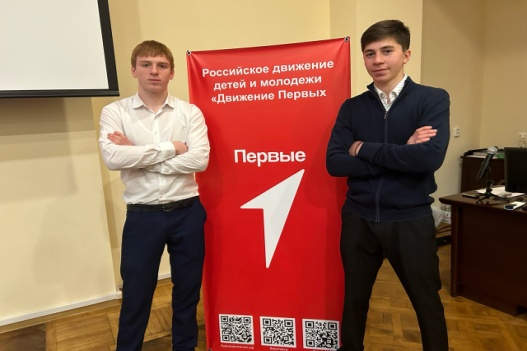 Российское движение
детей и молодежи
«Движение Первых
Первые